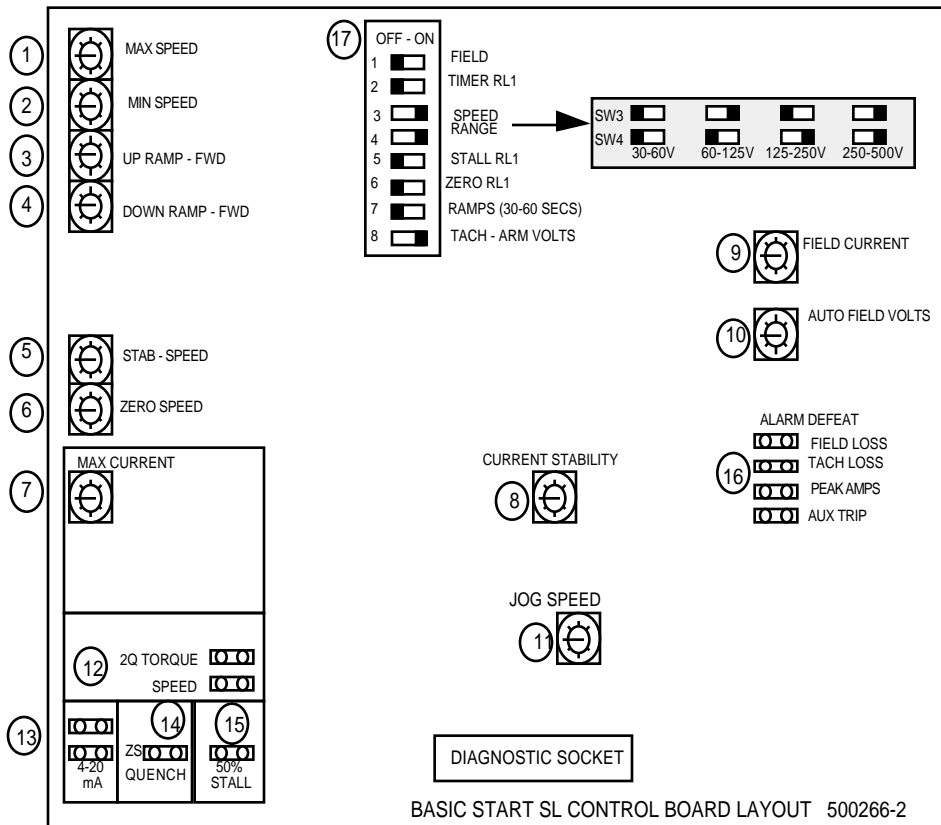 1 MAX SPEED
2 MIN SPEED
3 UP RAMP - FWD
4 DOWN RAMP - FWD
5 STAB - SPEED
6 ZERO SPEED
7 MAX CURRENT
12 2Q TORQUE
SPEED
13 4-20
mA
14 ZS
QUENCH
15 50%
STALL
17 OFF - ON
1 FIELD
2 TIMER RL1
3 SPEED
4 RANGE
5 STALL RL1
6 ZERO RL1
7 RAMPS (30-60 SECS)
8 TACH - ARM VOLTS
SW3
SW4
30-60V 60-125V 125-250V 250-500V
9 FIELD CURRENT
10 AUTO FIELD VOLTS
ALARM DEFEAT
16 FIELD LOSS
TACH LOSS
PEAK AMPS
AUX TRIP
CURRENT STABILITY
8
JOG SPEED
11
DIAGNOSTIC SOCKET
BASIC START SL CONTROL BOARD LAYOUT 500266-2